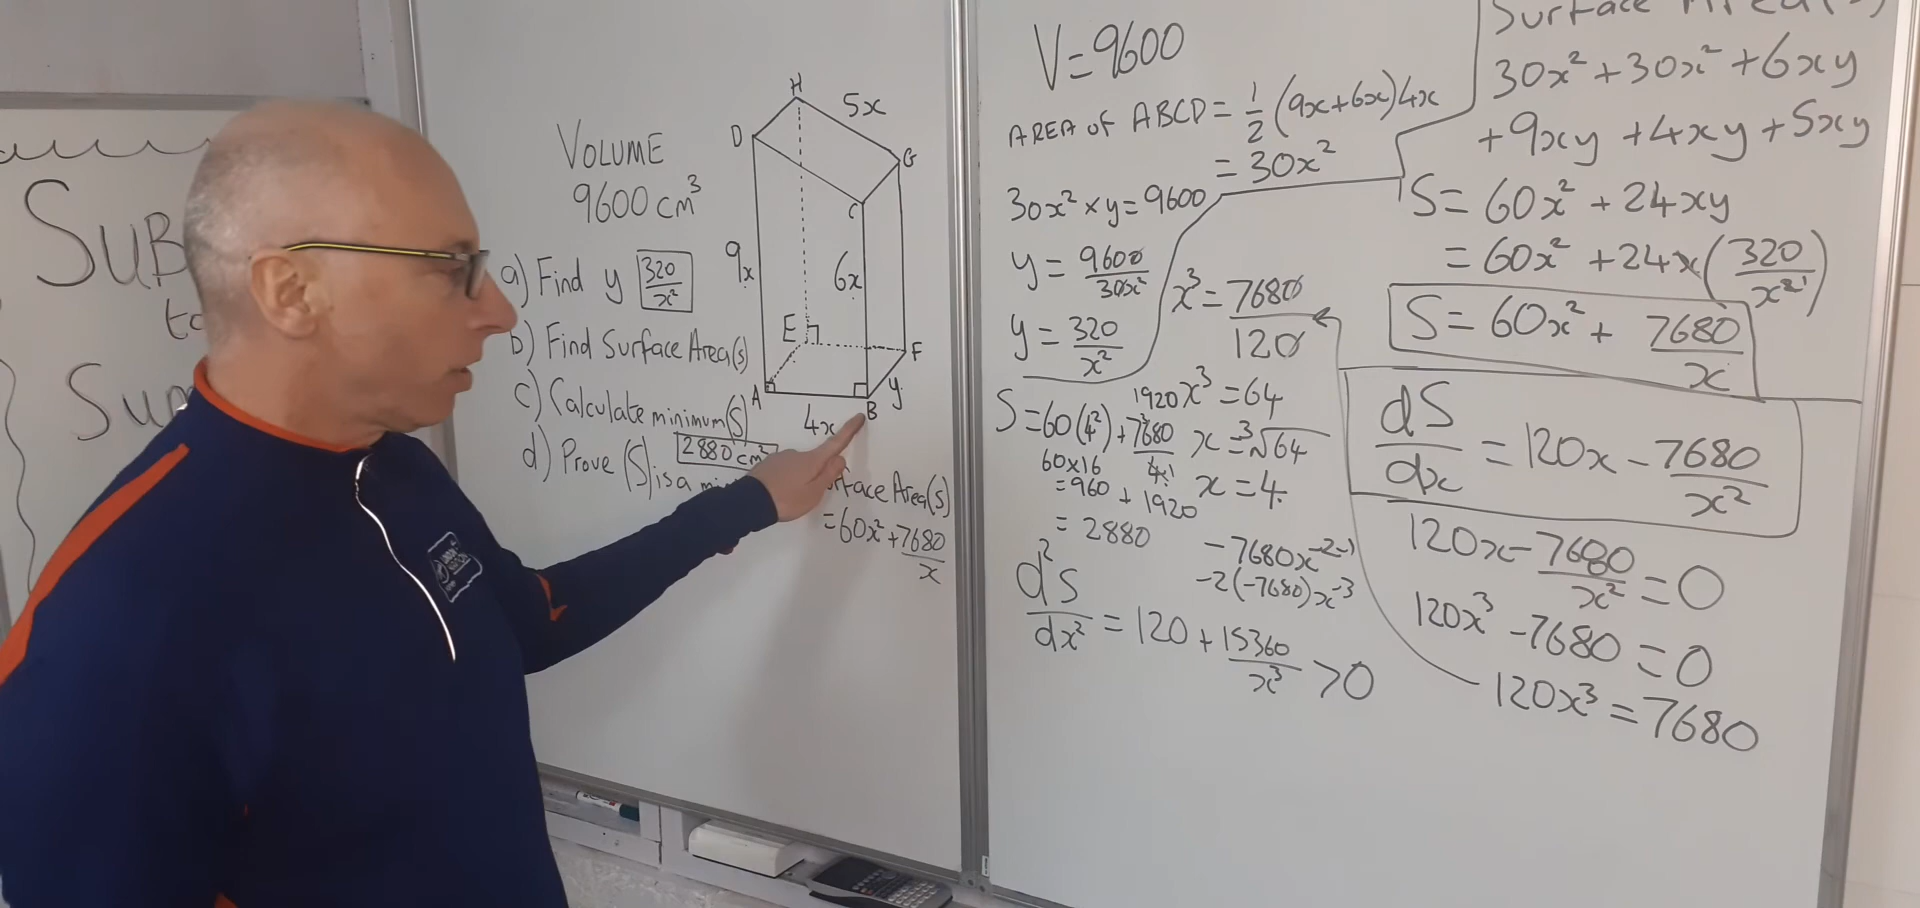 SUB
Sum
VOLUME
9600 cm³
a) Find y 320/x²
b) Find Surface Area(s)
c) Calculate minimum(S)
2880 cm²
d) Prove (S) is a
Area(S)
= 60x² + 7680/x
H
5x
D
G
C
9x
6x
E
F
A
B
y
4x
V = 9600
AREA OF ABCD = 1/2 (9x+6x)4x
= 30x²
30x² × y = 9600
y = 9600/30x²
y = 320/x²
x³ = 7680/120
x³ = 64
x = ³√64
x = 4.
1920
S = 60(4²) + 7680/4
60 x 16
= 960 + 1920
= 2880
-7680x⁻²⁻¹
-2(-7680)x⁻³
d²S/dx² = 120 + 15360/x³ > 0
Surface Area(s)
30x² + 30x² + 6xy
+ 9xy + 4xy + 5xy
S = 60x² + 24xy
= 60x² + 24x(320/x²)
S = 60x² + 7680/x
dS/dx = 120x - 7680/x²
120x - 7680/x² = 0
120x³ - 7680 = 0
120x³ = 7680